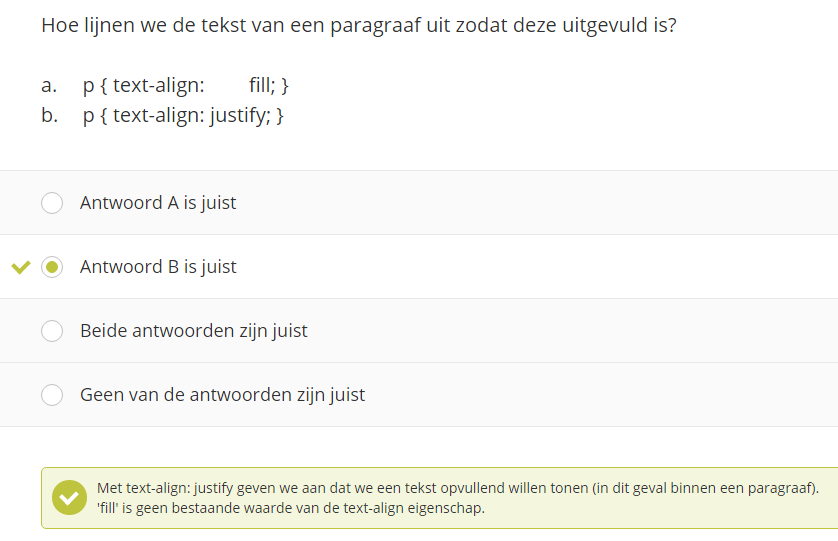 Hoe lijnen we de tekst van een paragraaf uit zodat deze uitgevuld is?
a. p { text-align: fill; }
b. p { text-align: justify; }
Antwoord A is juist
Antwoord B is juist
Beide antwoorden zijn juist
Geen van de antwoorden zijn juist
Met text-align: justify geven we aan dat we een tekst opvullend willen tonen (in dit geval binnen een paragraaf).
'fill' is geen bestaande waarde van de text-align eigenschap.